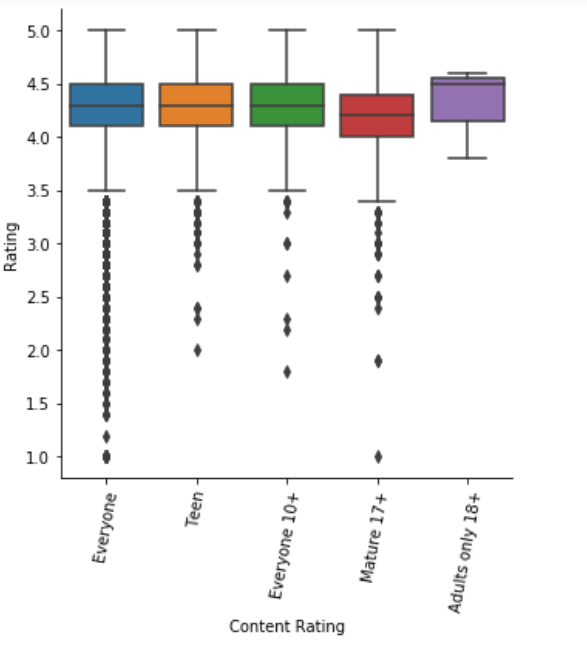 5.0
4.5
4.0
3.5
3.0
2.5
2.0
1.5
1.0
Rating
Everyone
Teen
Everyone 10+
Mature 17+
Adults only 18+
Content Rating